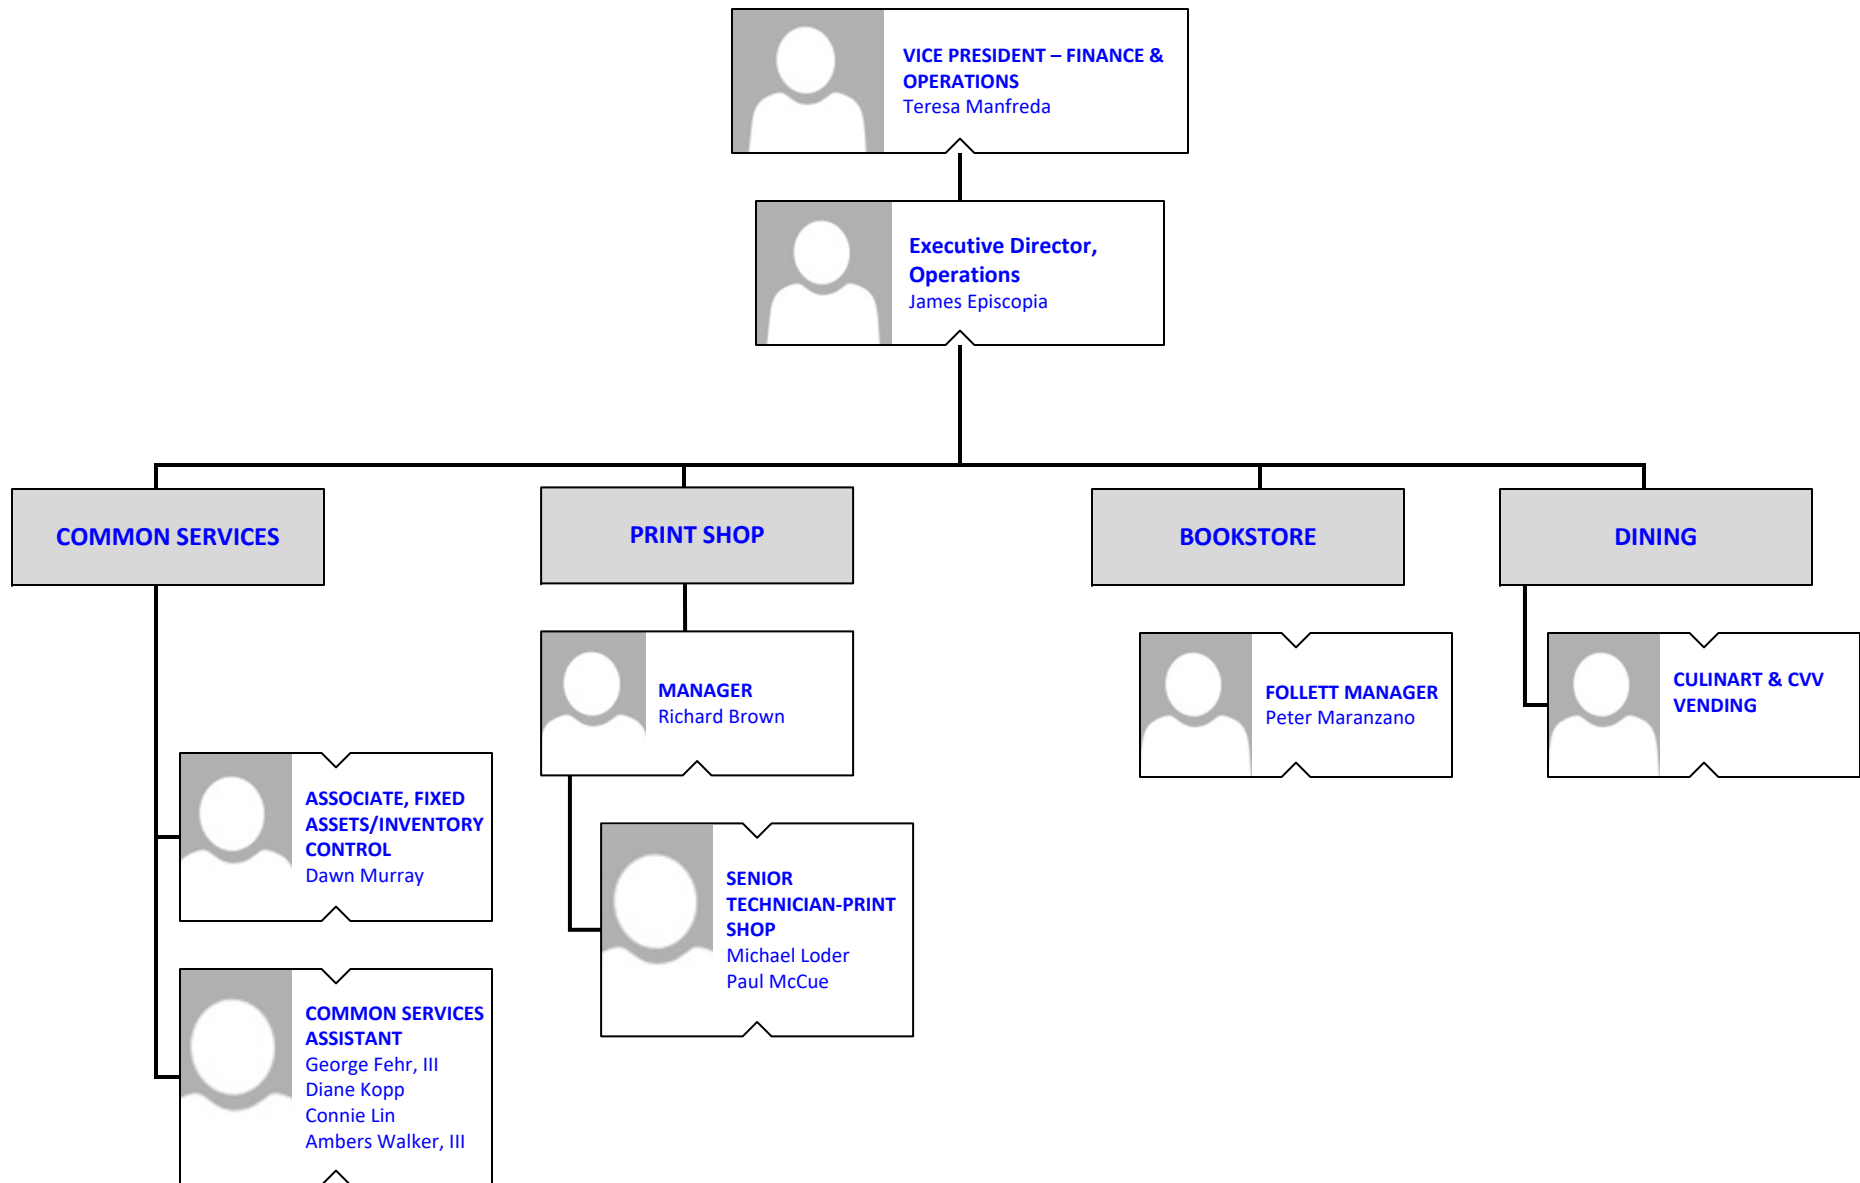 VICE PRESIDENT – FINANCE &
OPERATIONS
Teresa Manfreda
Executive Director,
Operations
James Episcopia
COMMON SERVICES
PRINT SHOP
BOOKSTORE
DINING
MANAGER
Richard Brown
FOLLETT MANAGER
Peter Maranzano
CULINART & CVV
VENDING
ASSOCIATE, FIXED
ASSETS/INVENTORY
CONTROL
Dawn Murray
SENIOR
TECHNICIAN-PRINT
SHOP
Michael Loder
Paul McCue
COMMON SERVICES
ASSISTANT
George Fehr, III
Diane Kopp
Connie Lin
Ambers Walker, III